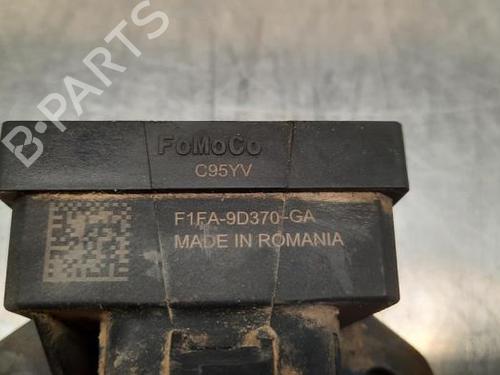 B-PARTS
FoMoCo
C95YV
F1FA-9D370-GA
MADE IN ROMANIA